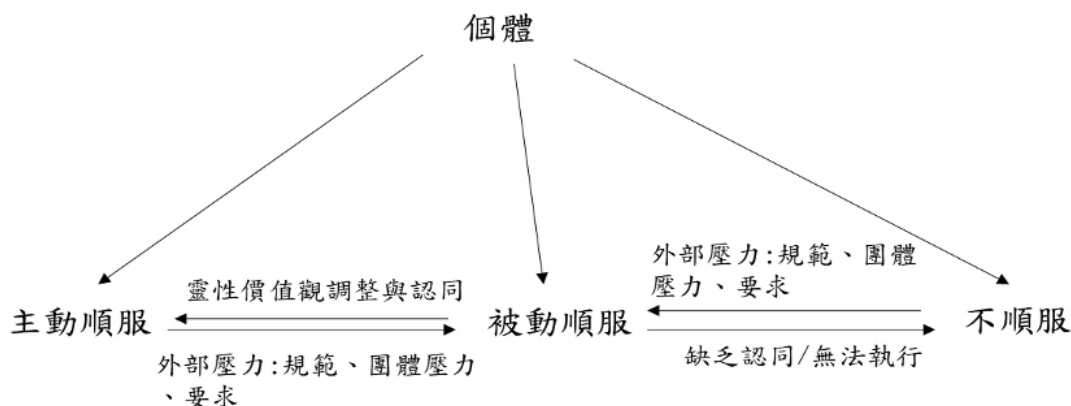 個體
外部壓力:規範、團體
壓力、要求
靈性價值觀調整與認同
主動順服
被動順服
不順服
外部壓力:規範、團體壓力
、要求
缺乏認同/無法執行